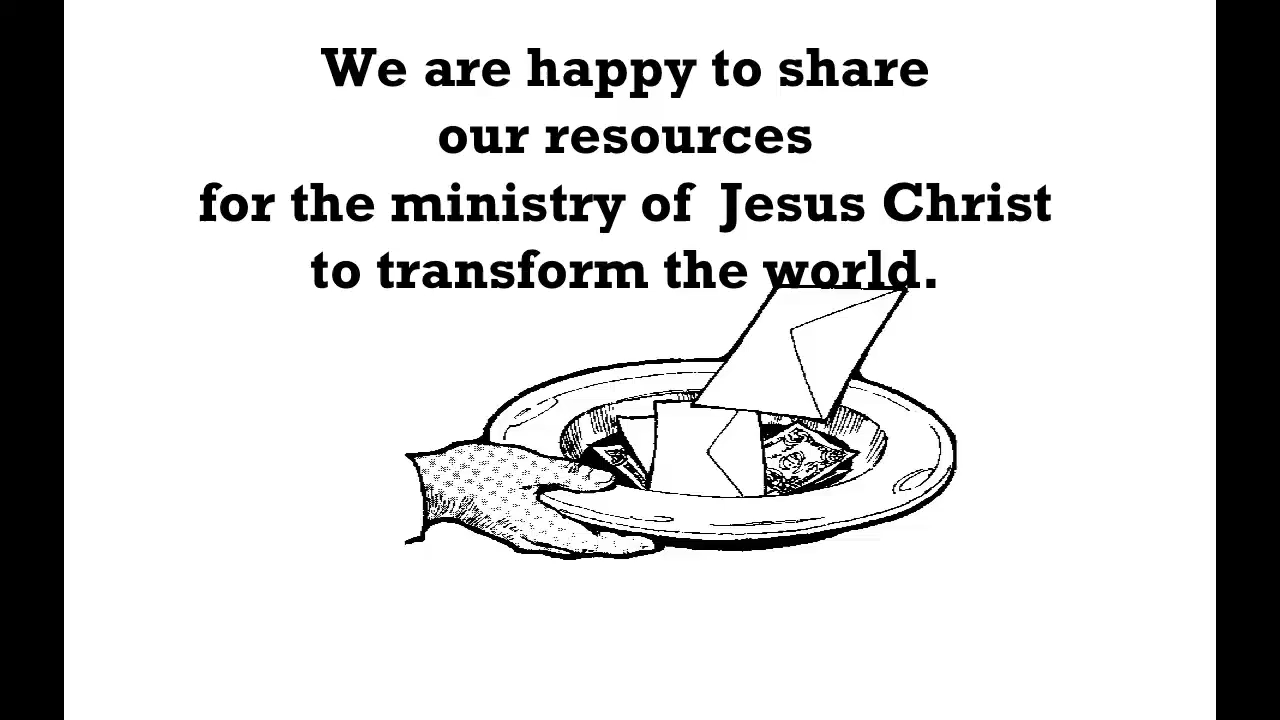 We are happy to share
our resources
for the ministry of Jesus Christ
to transform the world.